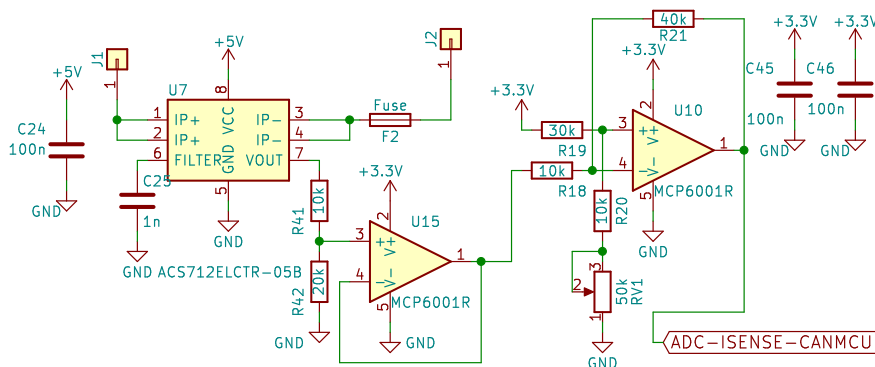 +5V
C24
100n
GND
J1
1
U7
+5V
8
1
2
6
IP+
IP+
FILTER
VCC
GND
IP-
IP-
VOUT
3
4
7
5
GND
C25
1n
GND
ACS712ELCTR-05B
Fuse
F2
J2
1
R41
10k
R42
20k
GND
+3.3V
U15
2
3
4
+
-
V+
V-
1
5
MCP6001R
GND
+3.3V
30k
R19
10k
R18
40k
R21
+3.3V
U10
2
3
4
+
-
V+
V-
1
5
MCP6001R
GND
10k
R20
3
2
1
50k
RV1
GND
+3.3V
C45
100n
GND
+3.3V
C46
100n
GND
ADC-ISENSE-CANMCU